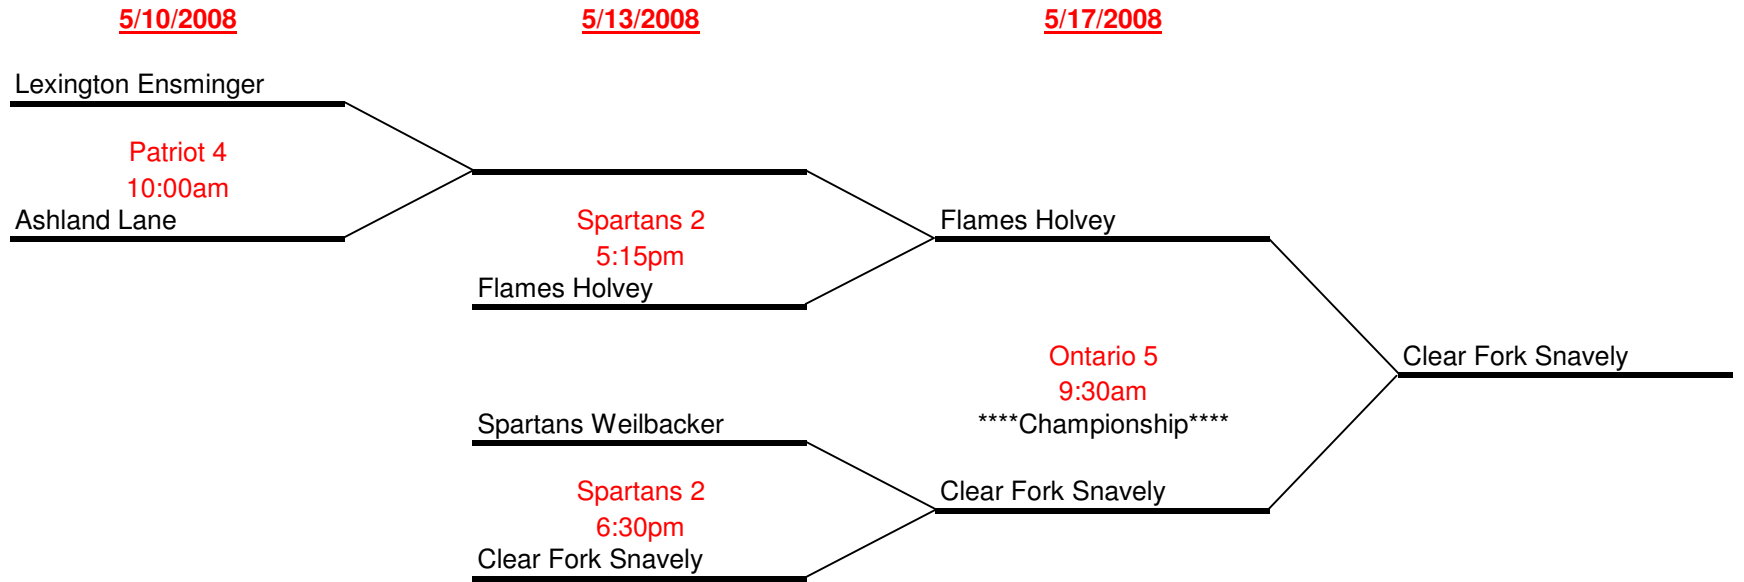 5/10/2008
5/13/2008
5/17/2008
Lexington Ensminger
Patriot 4
10:00am
Ashland Lane
Spartans 2
5:15pm
Flames Holvey
Flames Holvey
Ontario 5
9:30am
****Championship****
Clear Fork Snavely
Spartans Weilbacker
Spartans 2
6:30pm
Clear Fork Snavely
Clear Fork Snavely